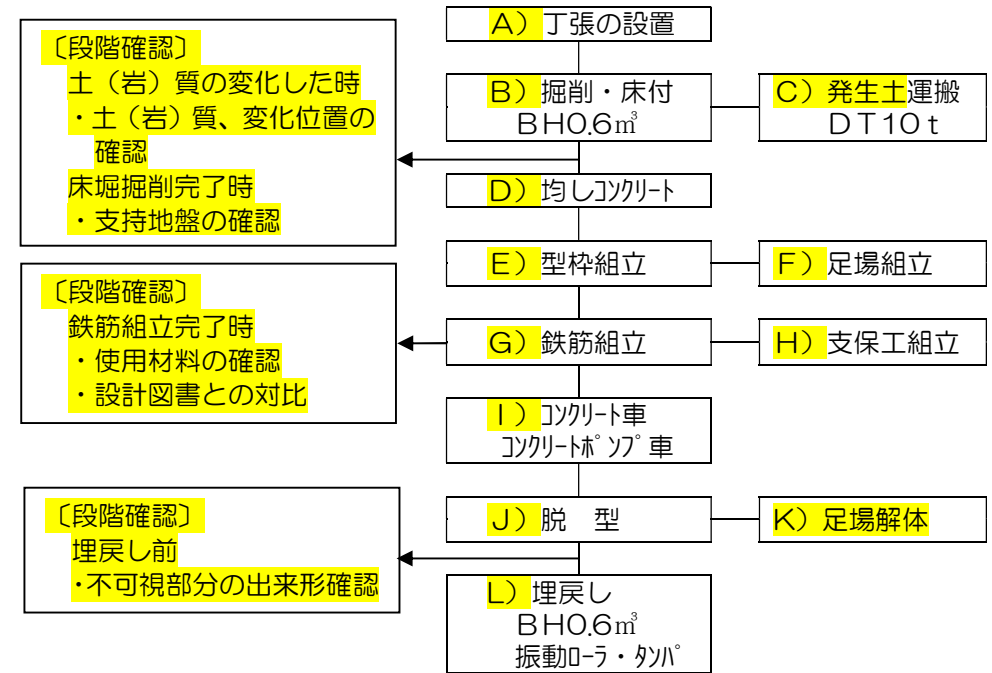 A)丁張の設置
〔段階確認〕
土(岩)質の変化した時
・土(岩)質、変化位置の
確認
床堀掘削完了時
・支持地盤の確認
B)掘削・床付
BH0.6㎥
C)発生土運搬
DT10t
D)均しコンクリート
E)型枠組立
F)足場組立
〔段階確認〕
鉄筋組立完了時
・使用材料の確認
・設計図書との対比
G)鉄筋組立
H)支保工組立
I)コンクリート車
コンクリートポンプ車
〔段階確認〕
埋戻し前
・不可視部分の出来形確認
J)脱 型
K)足場解体
L)埋戻し
BH0.6㎥
振動ローラ・タンパ